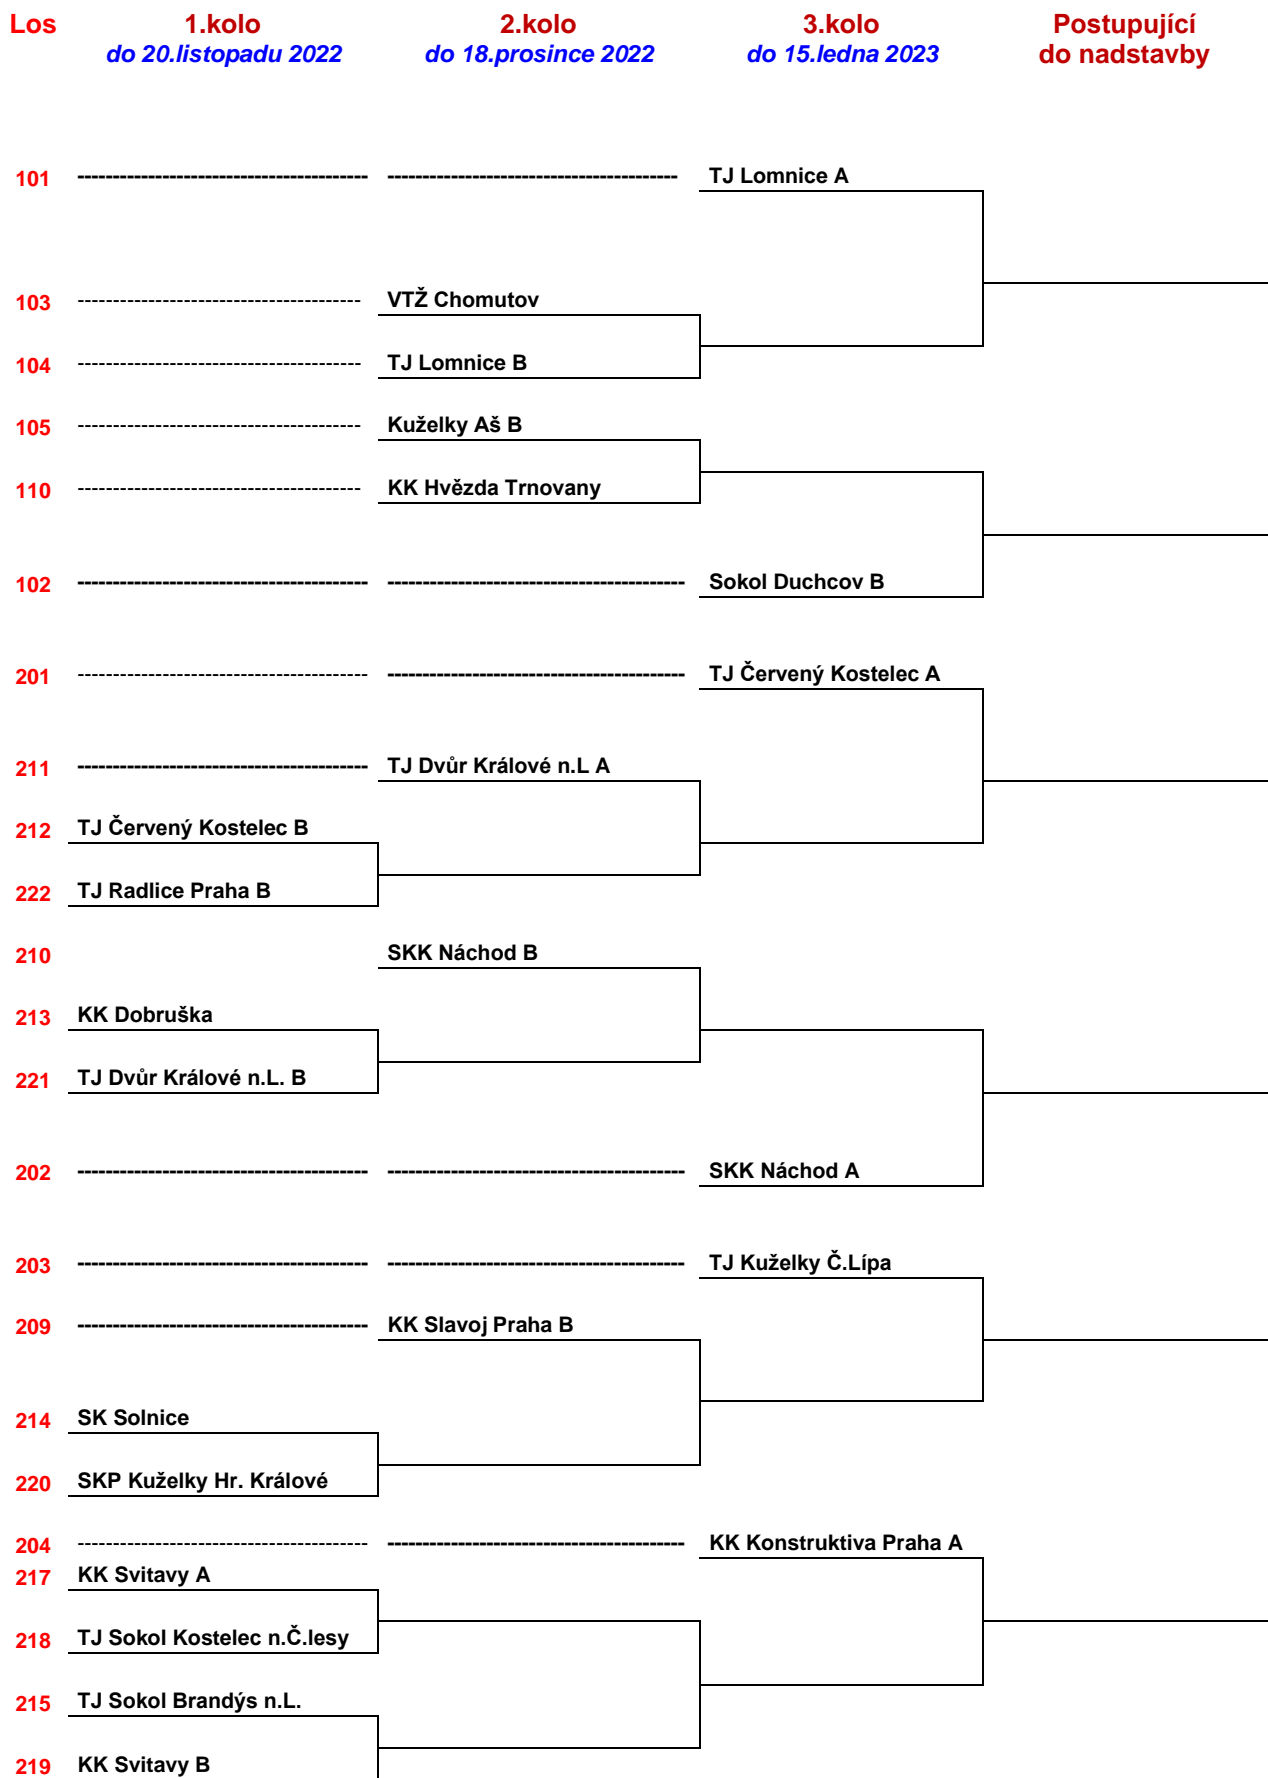 Los 1.kolo 2.kolo 3.kolo Postupující
do 20.listopadu 2022 do 18.prosince 2022 do 15.ledna 2023 do nadstavby
101 ----------------------------------------- ----------------------------------------- TJ Lomnice A
103 ---------------------------------------- VTŽ Chomutov
104 ---------------------------------------- TJ Lomnice B
105 ---------------------------------------- Kuželky Aš B
110 ---------------------------------------- KK Hvězda Trnovany
102 ----------------------------------------- ------------------------------------------ Sokol Duchcov B
201 ----------------------------------------- ------------------------------------------ TJ Červený Kostelec A
211 ----------------------------------------- TJ Dvůr Králové n.L A
212 TJ Červený Kostelec B
222 TJ Radlice Praha B
210 SKK Náchod B
213 KK Dobruška
221 TJ Dvůr Králové n.L. B
202 ----------------------------------------- ------------------------------------------ SKK Náchod A
203 ----------------------------------------- ------------------------------------------ TJ Kuželky Č.Lípa
209 ----------------------------------------- KK Slavoj Praha B
214 SK Solnice
220 SKP Kuželky Hr. Králové
204 ----------------------------------------- ------------------------------------------ KK Konstruktiva Praha A
217 KK Svitavy A
218 TJ Sokol Kostelec n.Č.lesy
215 TJ Sokol Brandýs n.L.
219 KK Svitavy B